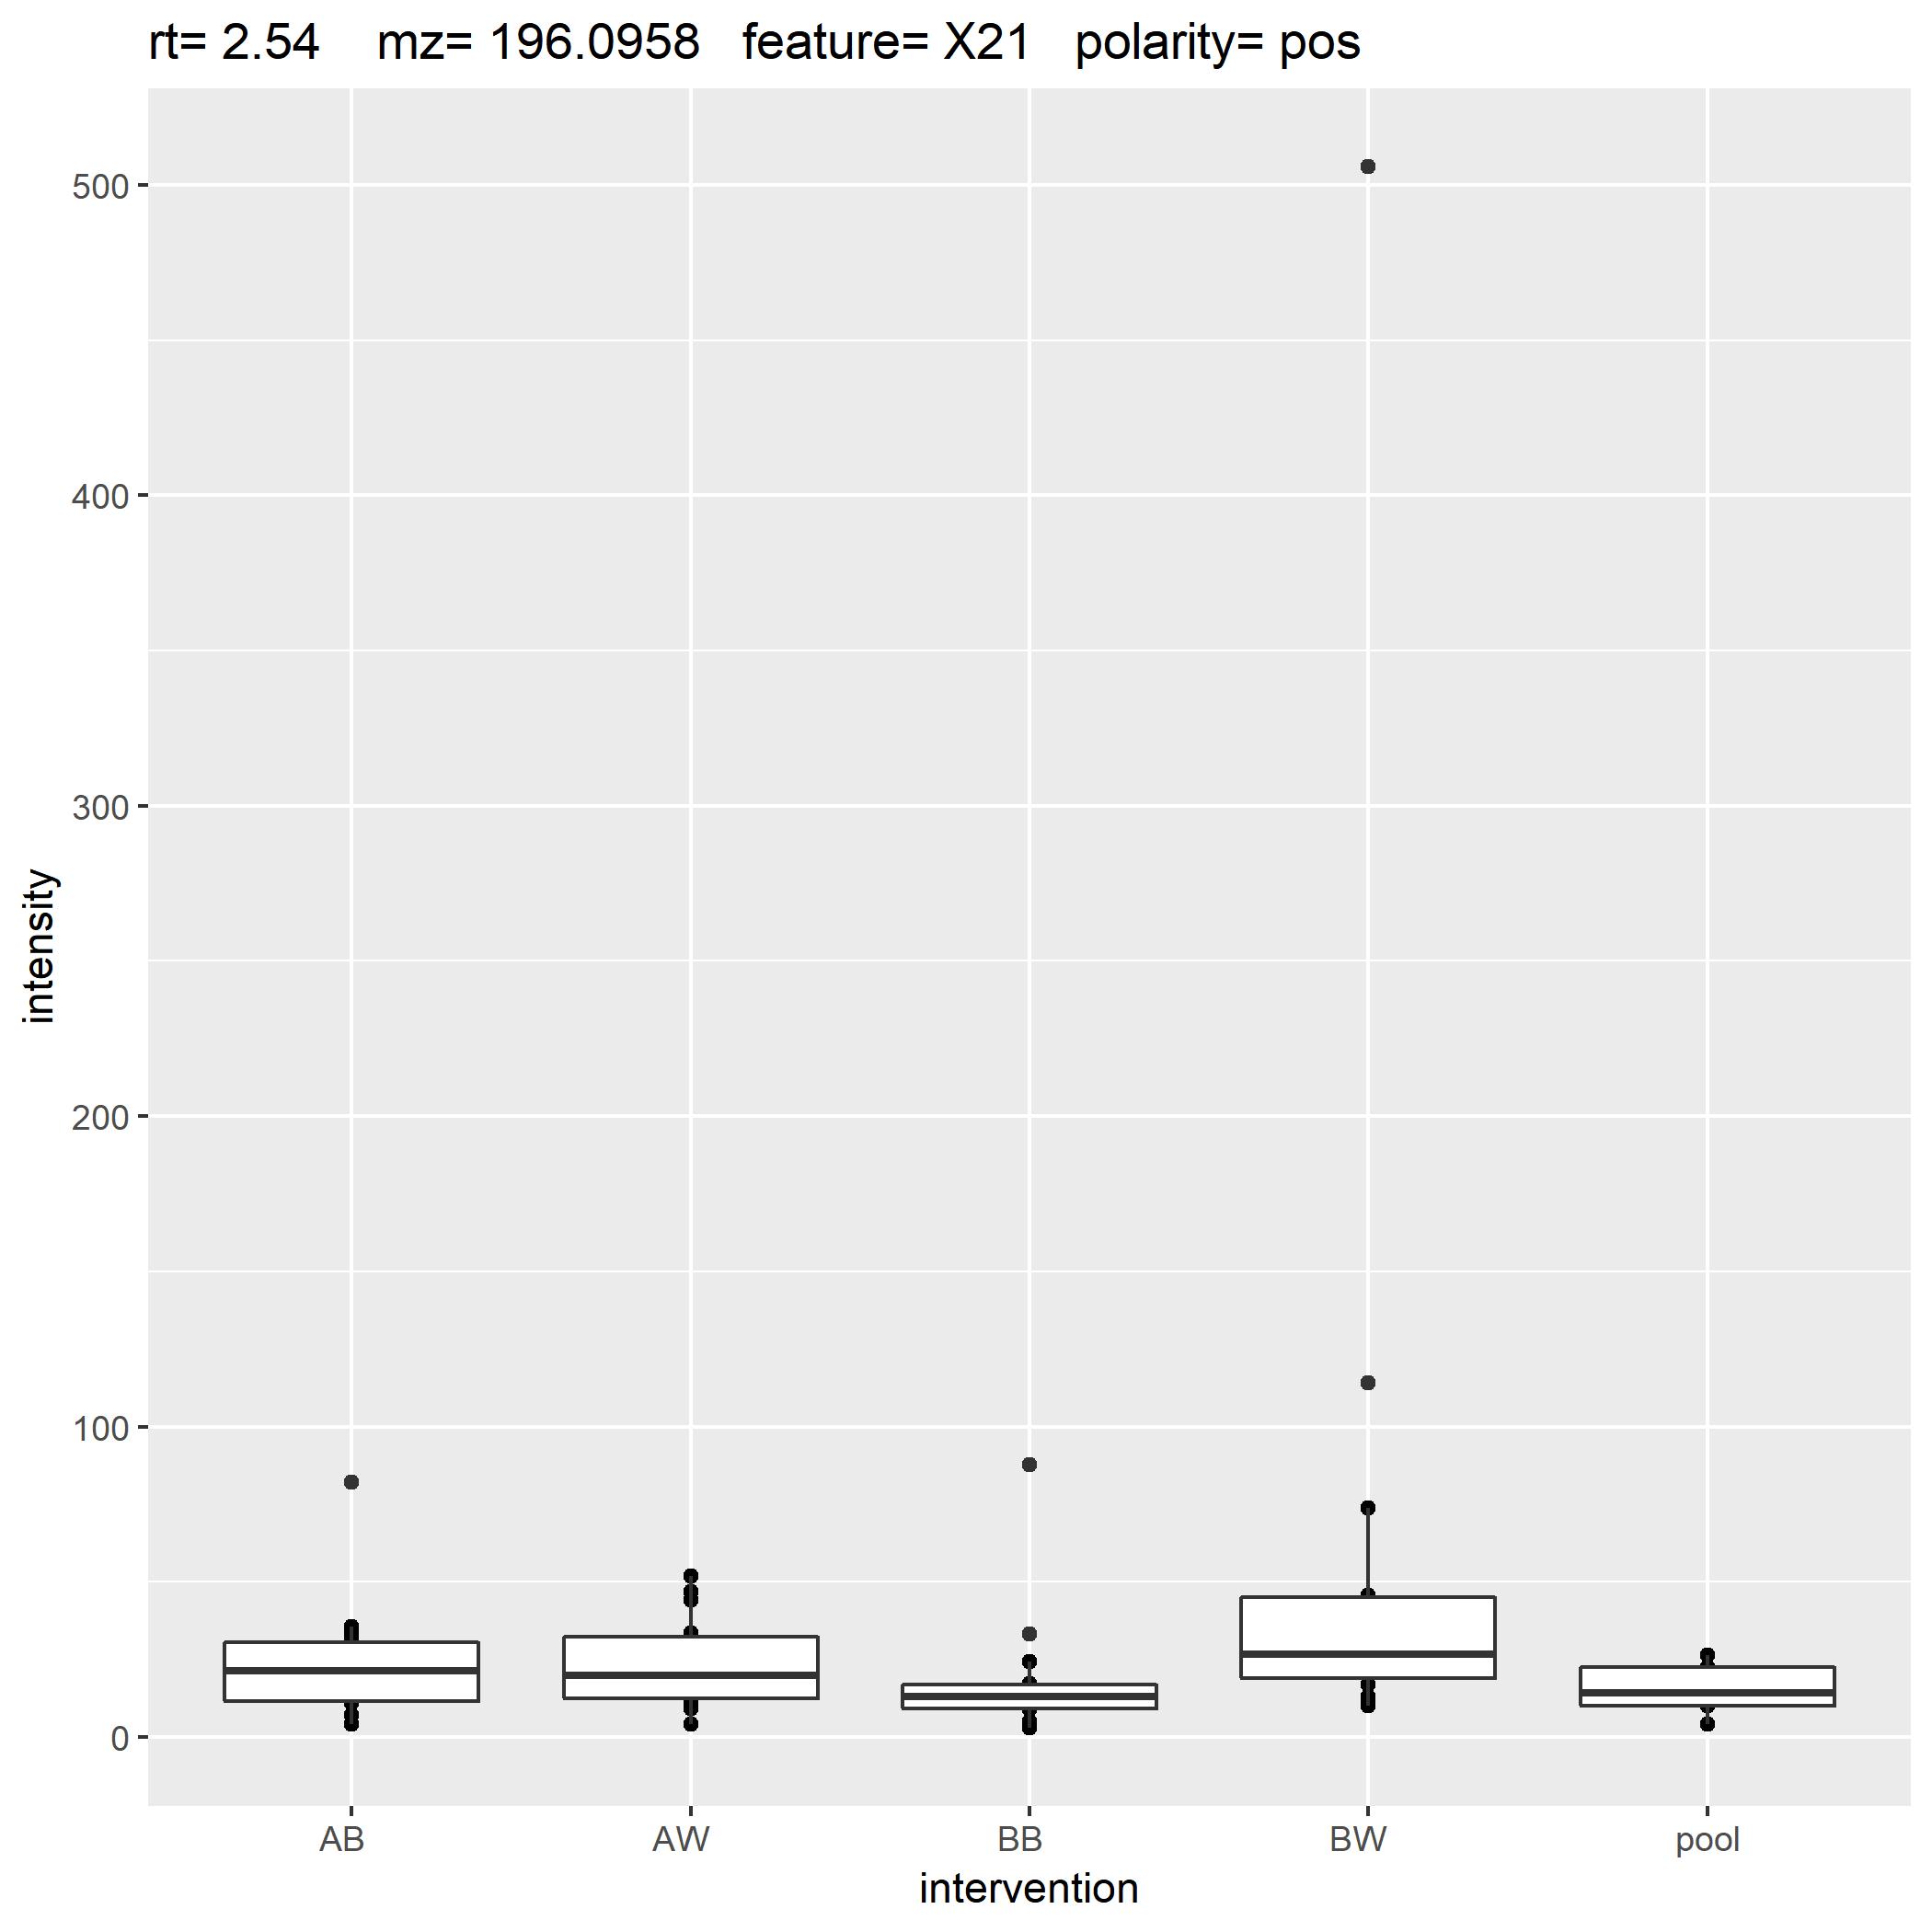 rt= 2.54 mz= 196.0958 feature= X21 polarity= pos
500
400
300
200
100
0
intensity
AB AW BB BW pool
intervention